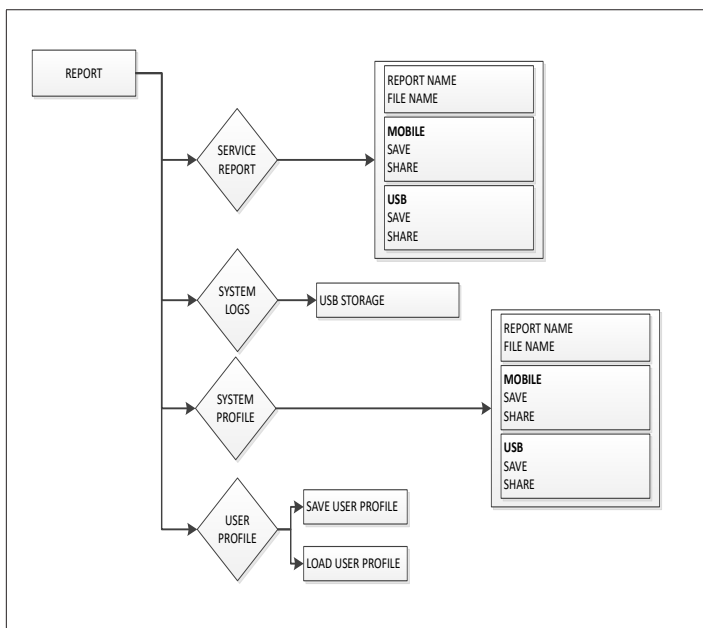 REPORT
SERVICE
REPORT
REPORT NAME
FILE NAME
MOBILE
SAVE
SHARE
USB
SAVE
SHARE
SYSTEM
LOGS
USB STORAGE
SYSTEM
PROFILE
REPORT NAME
FILE NAME
MOBILE
SAVE
SHARE
USB
SAVE
SHARE
USER
PROFILE
SAVE USER PROFILE
LOAD USER PROFILE